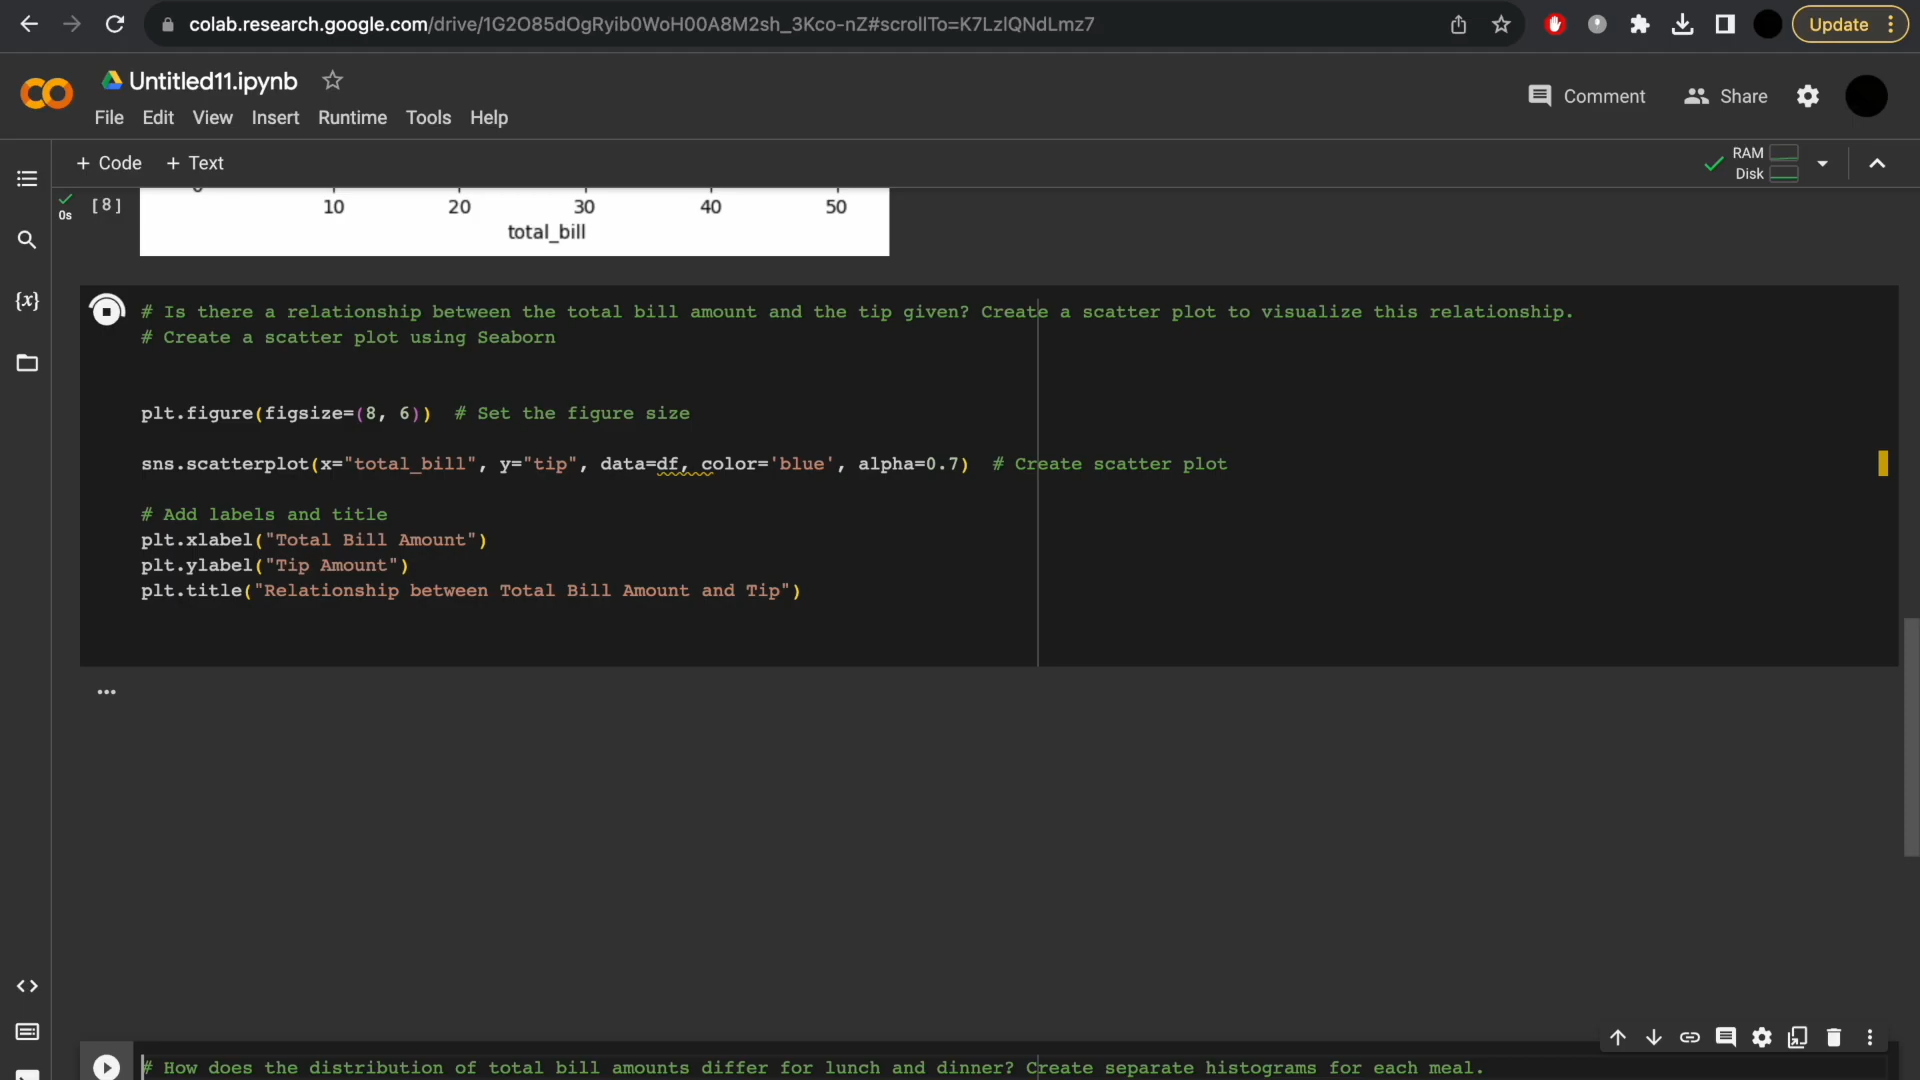 colab.research.google.com/drive/1G2O85dOgRyib0WoH00A8M2sh_3Kco-nZ#scrollTo=K7LzlQNdLmz7
Update
Untitled11.ipynb
File Edit View Insert Runtime Tools Help
Comment
Share
+ Code + Text
RAM
Disk
0s
[8]
10 20 30 40 50
total_bill
{x}
# Is there a relationship between the total bill amount and the tip given? Create a scatter plot to visualize this relationship.
# Create a scatter plot using Seaborn
plt.figure(figsize=(8, 6))  # Set the figure size
sns.scatterplot(x="total_bill", y="tip", data=df, color='blue', alpha=0.7)  # Create scatter plot
# Add labels and title
plt.xlabel("Total Bill Amount")
plt.ylabel("Tip Amount")
plt.title("Relationship between Total Bill Amount and Tip")
# How does the distribution of total bill amounts differ for lunch and dinner? Create separate histograms for each meal.